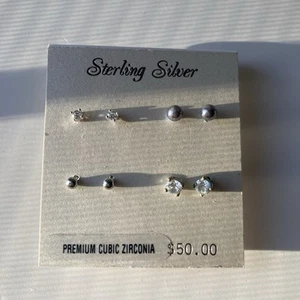 Sterling Silver
PREMIUM CUBIC ZIRCONIA $50.00